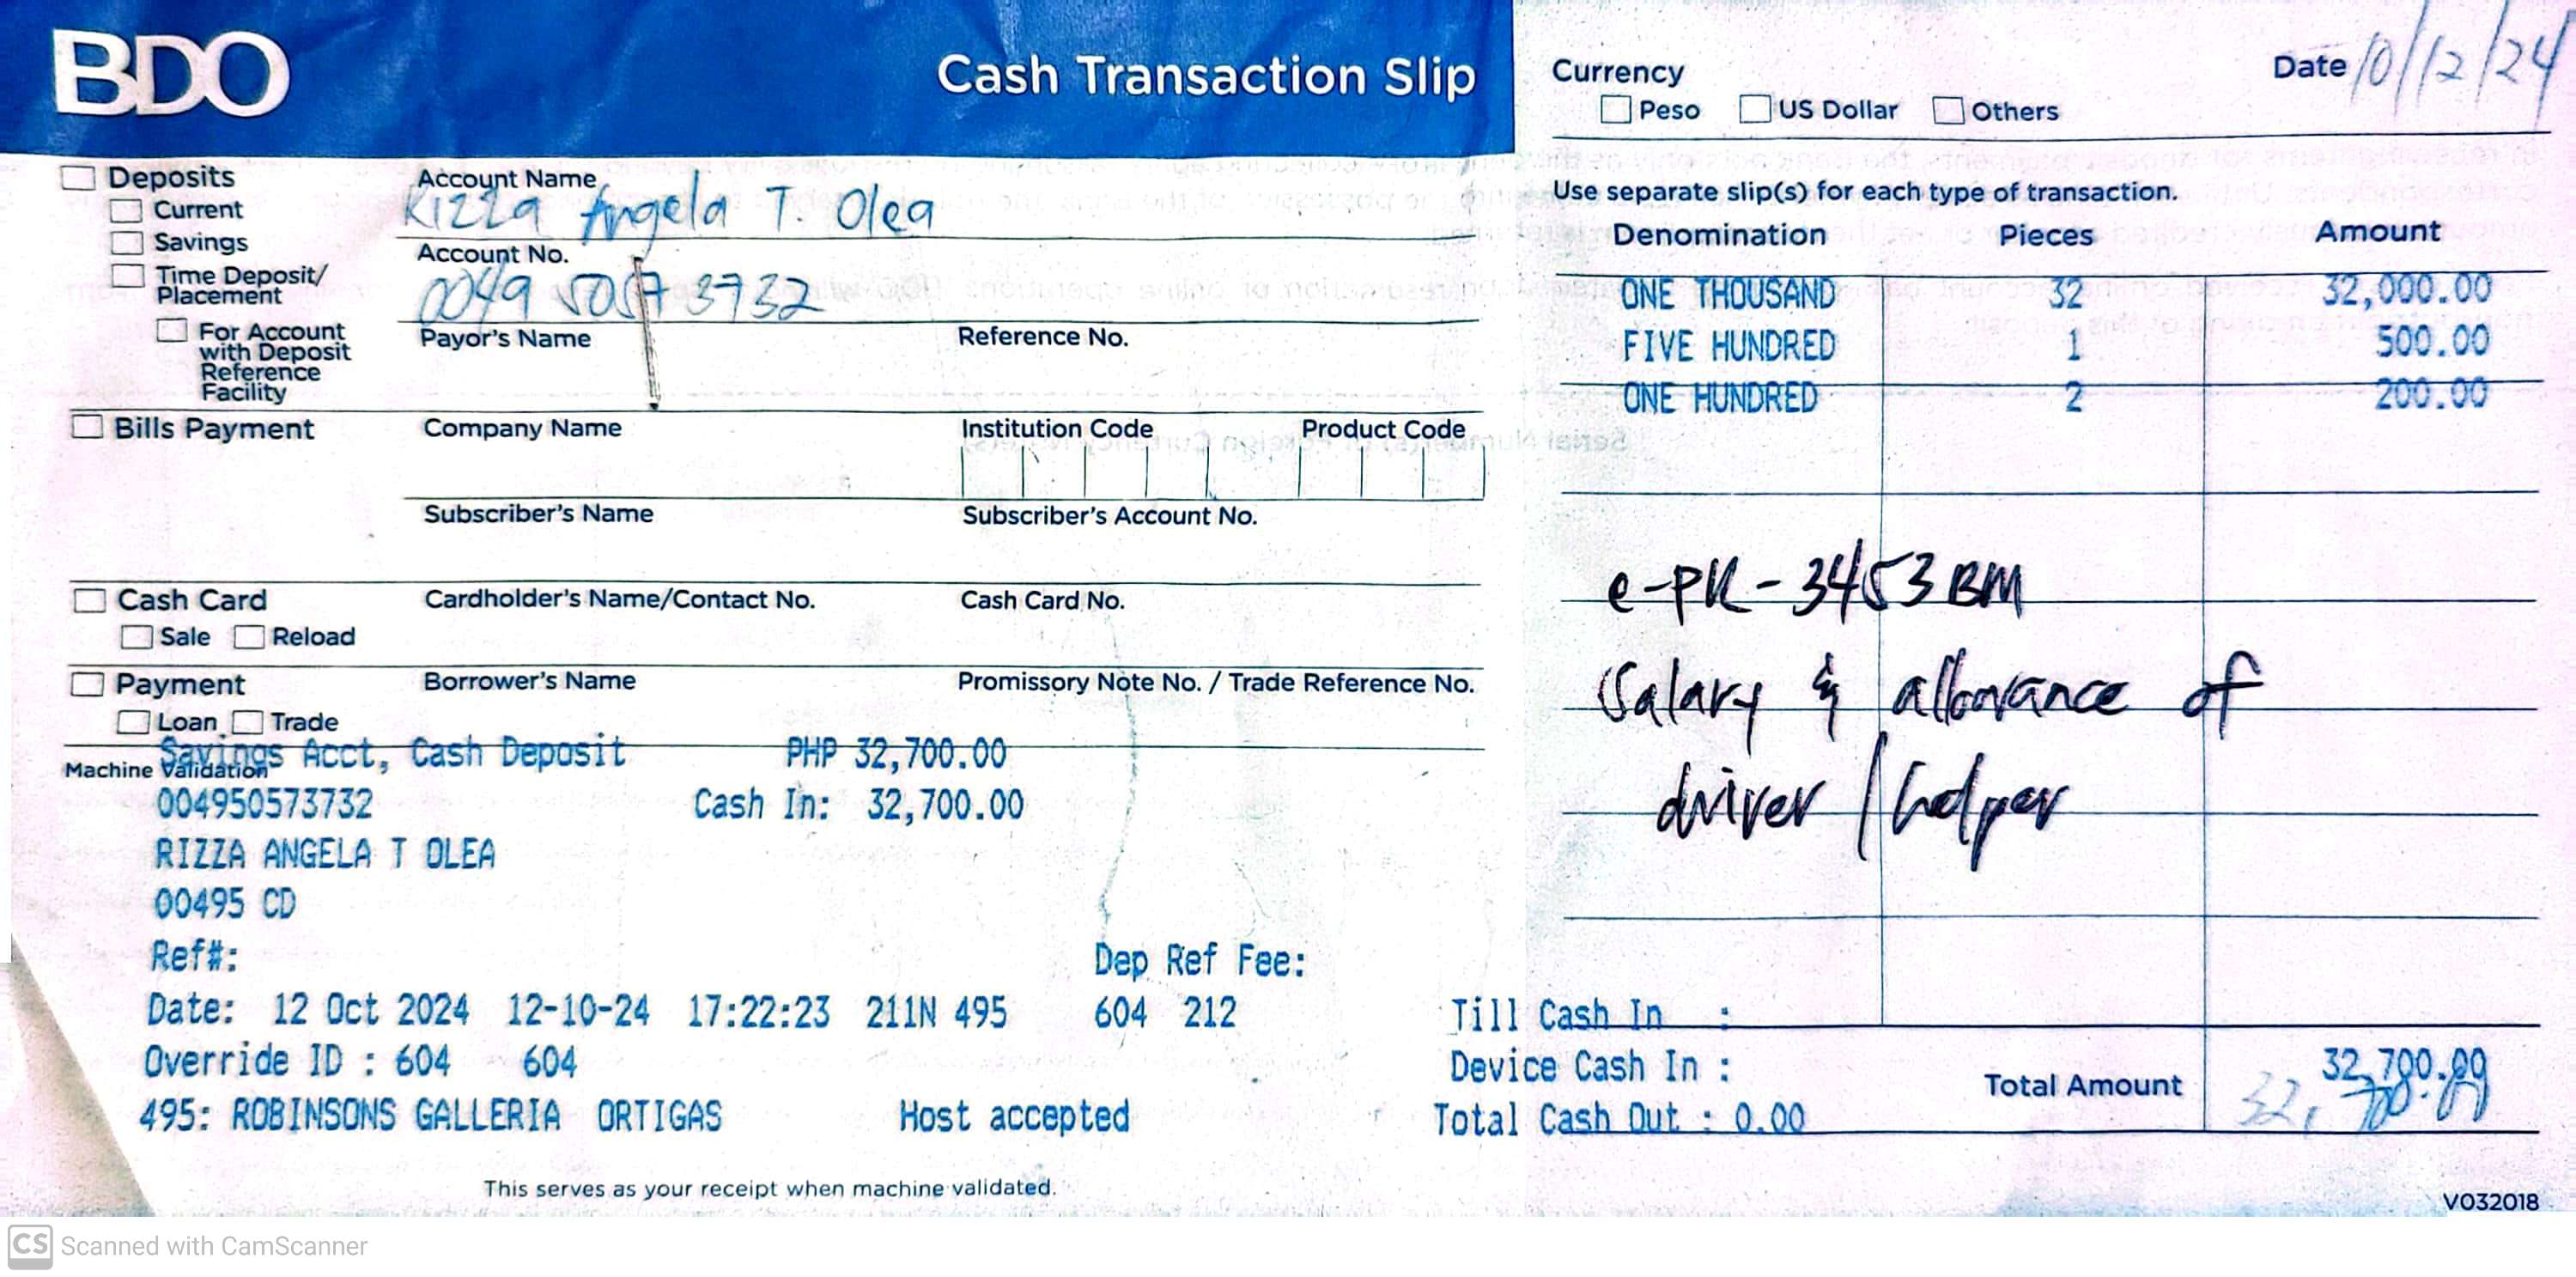 BDO
Cash Transaction Slip
Currency
Peso US Dollar Others
Date 10/12/24
Deposits
Current
Savings
Time Deposit/
Placement
For Account
with Deposit
Reference
Facility
Account Name
Rizza Angela T. Olea
Account No.
Payor's Name Reference No.
Use separate slip(s) for each type of transaction.
Denomination Pieces Amount
ONE THOUSAND 32 32,000.00
FIVE HUNDRED 1 500.00
ONE HUNDRED 2 200.00
Bills Payment
Company Name Institution Code Product Code
Subscriber's Name Subscriber's Account No.
Cash Card
Sale Reload
Cardholder's Name/Contact No. Cash Card No.
Payment
Loan Trade
Borrower's Name Promissory Note No. / Trade Reference No.
e-PK-3453BM
Salary & allowance of
driver / helper
Savings Acct, Cash Deposit PHP 32,700.00
Machine Validation
004950573732 Cash In: 32,700.00
RIZZA ANGELA T OLEA
00495 CD
Ref#: Dep Ref Fee:
Date: 12 Oct 2024 12-10-24 17:22:23 211N 495 604 212 Till Cash In :
Override ID : 604 604 Device Cash In :
495: ROBINSONS GALLERIA ORTIGAS Host accepted Total Cash Out : 0.00
Total Amount 32,700.00
32,700.00
This serves as your receipt when machine validated.
V032018
CS Scanned with CamScanner